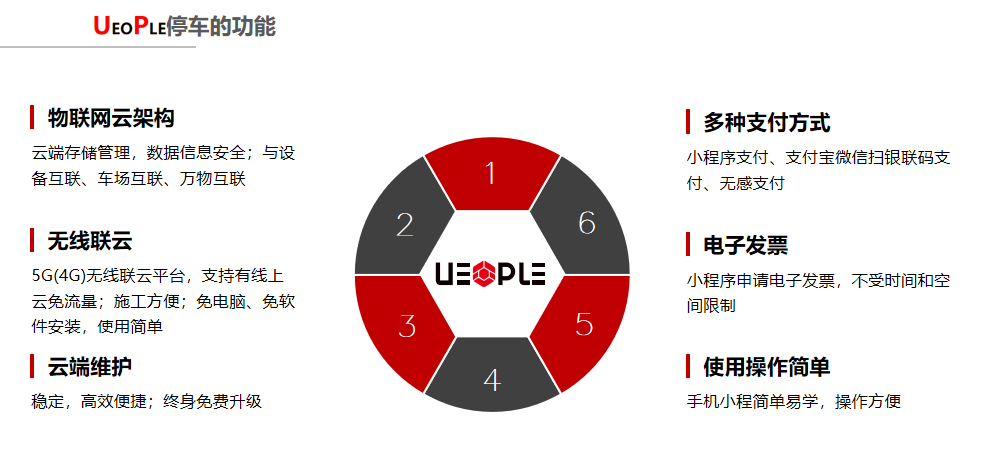 UEOPLE停车的功能
物联网云架构
云端存储管理，数据信息安全；与设
备互联、车场互联、万物互联
无线联云
5G(4G)无线联云平台，支持有线上
云免流量；施工方便；免电脑、免软
件安装，使用简单
云端维护
稳定，高效便捷；终身免费升级
1
2
3
4
5
6
UEOPLE
多种支付方式
小程序支付、支付宝微信扫银联码支
付、无感支付
电子发票
小程序申请电子发票，不受时间和空
间限制
使用操作简单
手机小程简单易学，操作方便